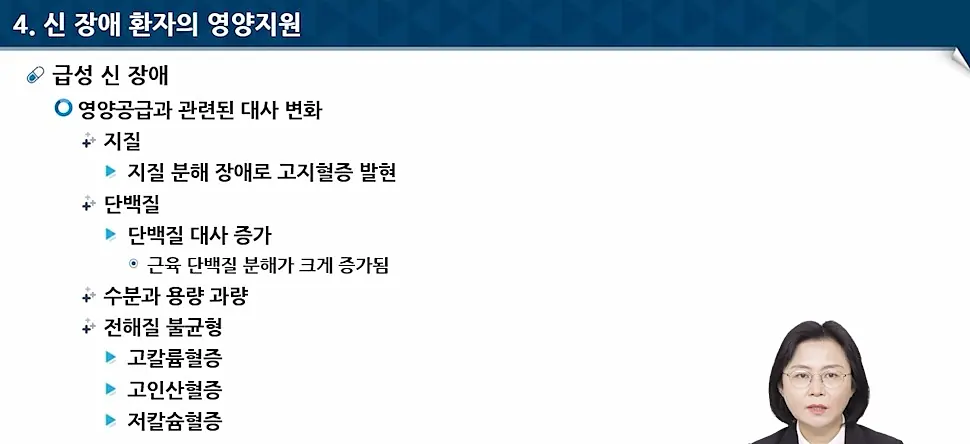 4. 신 장애 환자의 영양지원
급성 신 장애
영양공급과 관련된 대사 변화
지질
지질 분해 장애로 고지혈증 발현
단백질
단백질 대사 증가
근육 단백질 분해가 크게 증가됨
수분과 용량 과량
전해질 불균형
고칼륨혈증
고인산혈증
저칼슘혈증